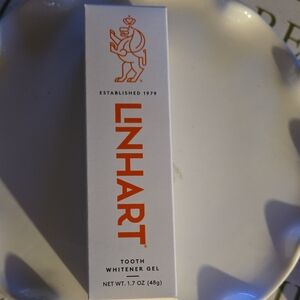 ESTABLISHED 1979
LINHART
TOOTH
WHITENER GEL
NET WT. 1.7 OZ (48g)